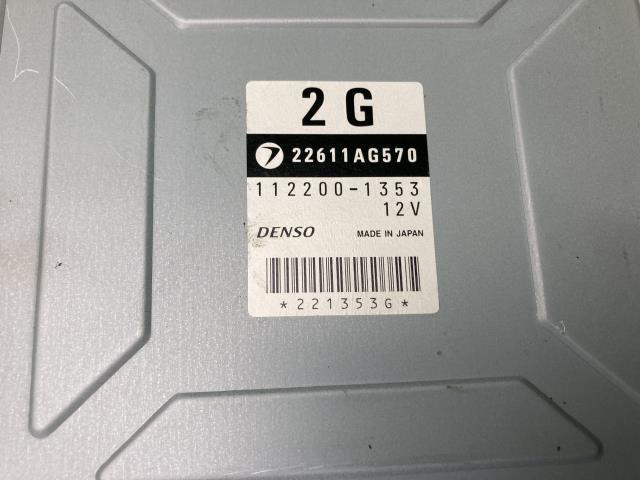 2 G
22611AG570
112200-1353
12V
DENSO MADE IN JAPAN
*221353G*